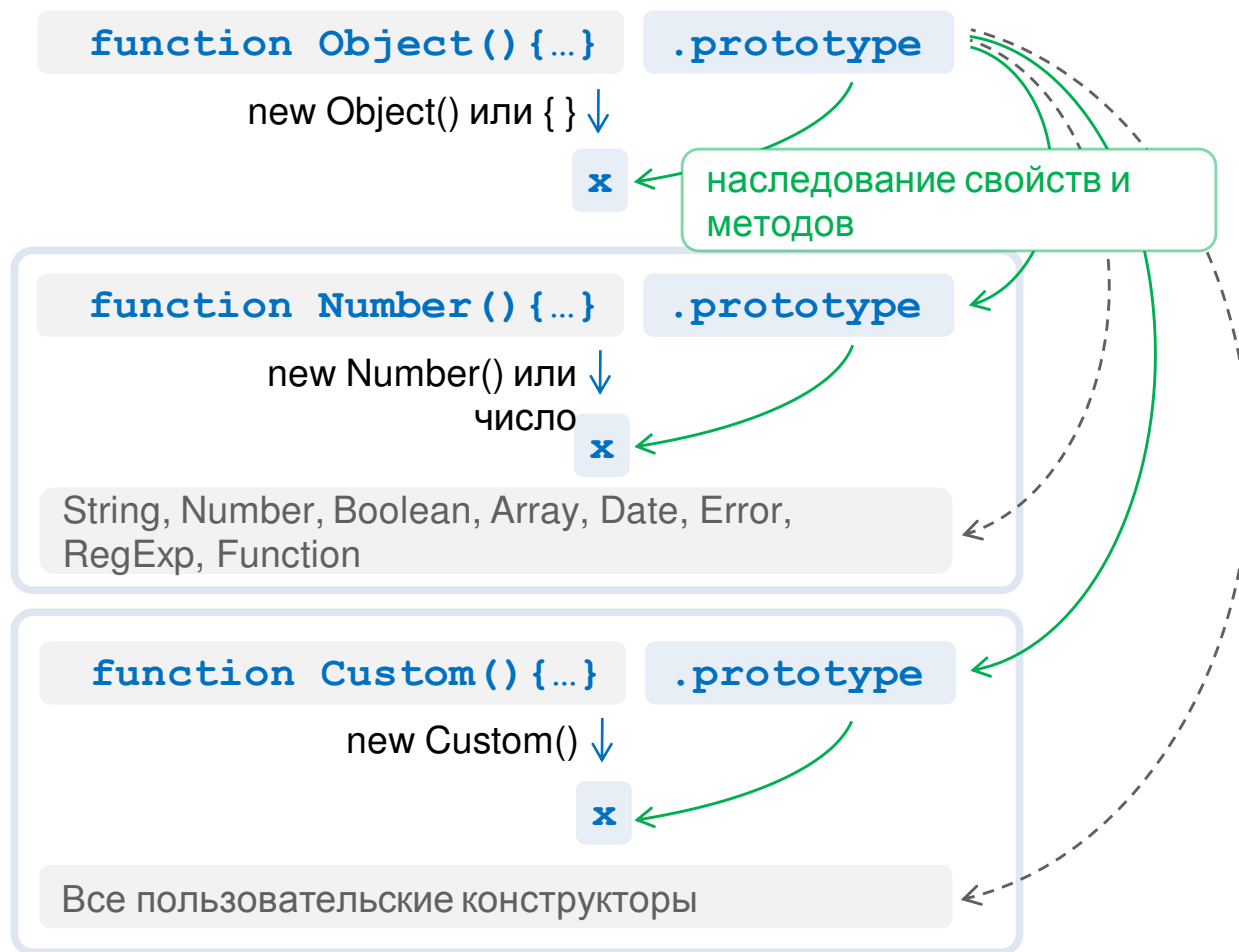 function Object(){…} .prototype
new Object() или { }
x
наследование свойств и
методов
function Number(){…} .prototype
new Number() или
число
x
String, Number, Boolean, Array, Date, Error,
RegExp, Function
function Custom(){…} .prototype
new Custom()
x
Все пользовательские конструкторы